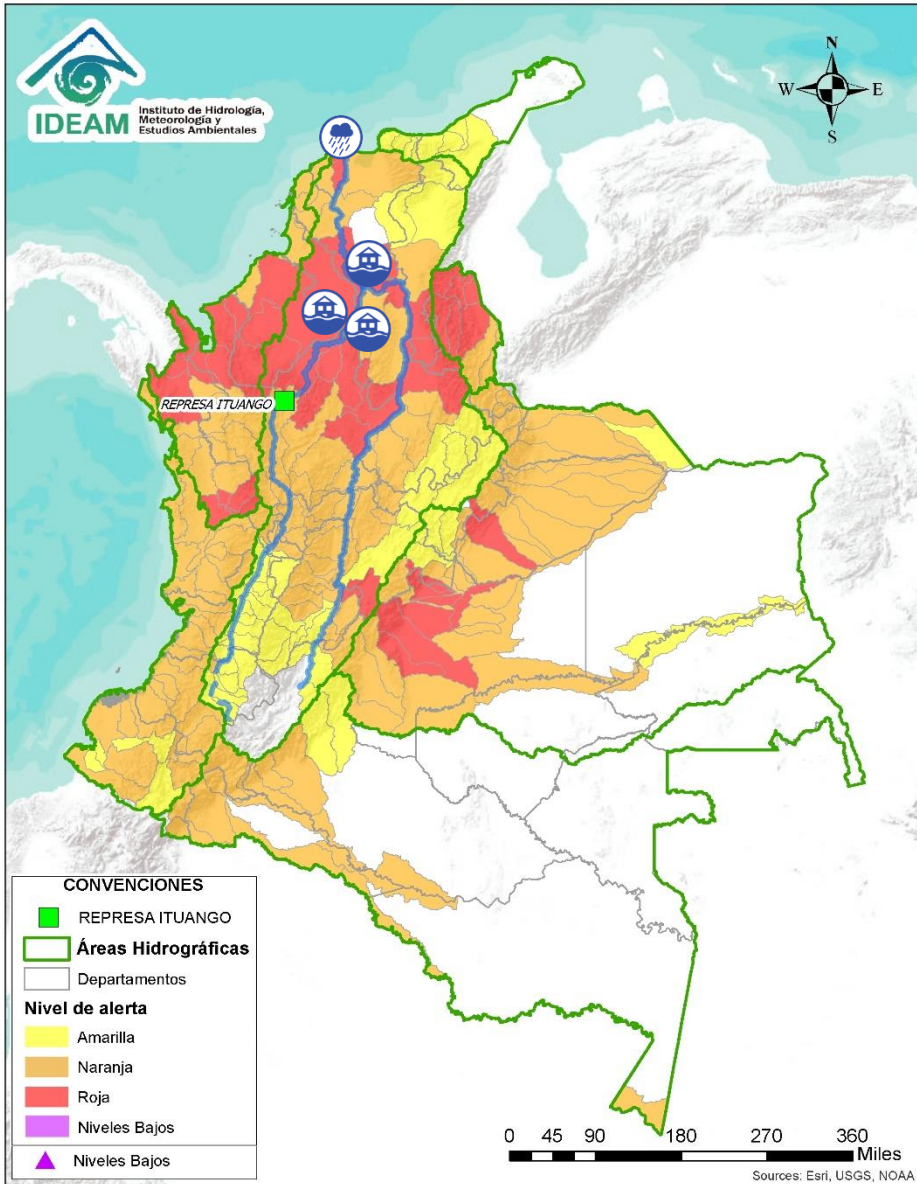 IDEAM
Instituto de Hidrología,
Meteorología y
Estudios Ambientales
N
W E
S
REPRESA ITUANGO
CONVENCIONES
REPRESA ITUANGO
Áreas Hidrográficas
Departamentos
Nivel de alerta
Amarilla
Naranja
Roja
Niveles Bajos
Niveles Bajos
0 45 90 180 270 360
Miles
Sources: Esri, USGS, NOAA